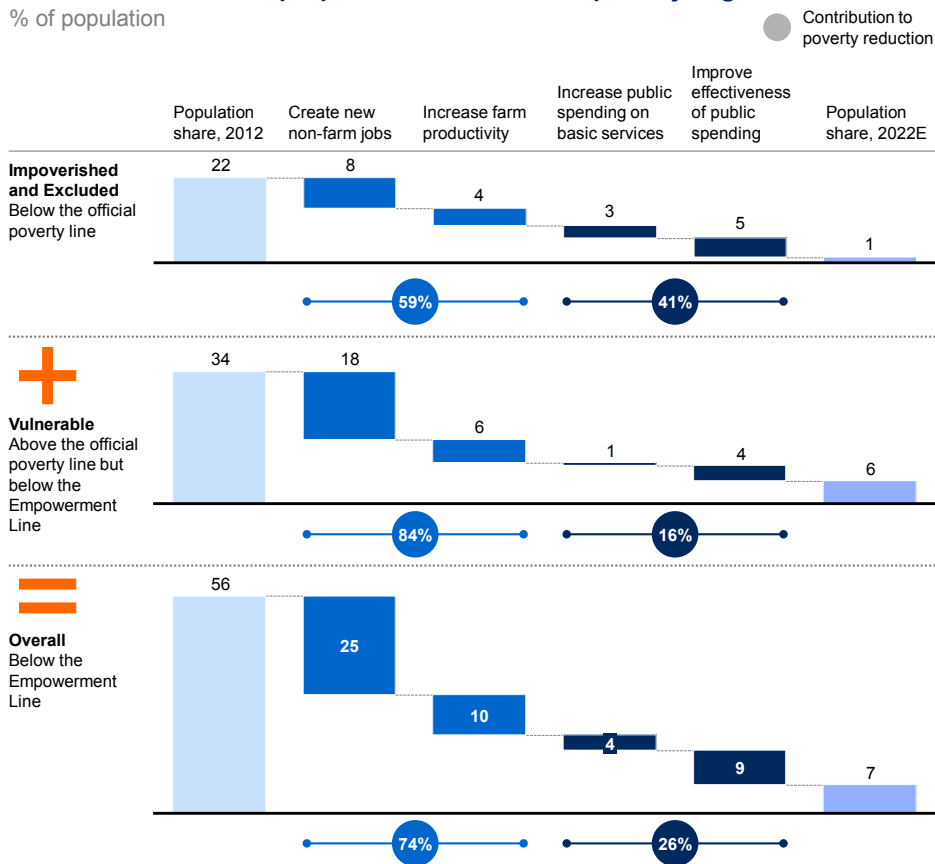 % of population
Contribution to
poverty reduction
Population
share, 2012
Create new
non-farm jobs
Increase farm
productivity
Increase public
spending on
basic services
Improve
effectiveness
of public
spending
Population
share, 2022E
Impoverished
and Excluded
Below the official
poverty line
22
8
4
3
5
1
59%
41%
Vulnerable
Above the official
poverty line but
below the
Empowerment
Line
34
18
6
1
4
6
84%
16%
Overall
Below the
Empowerment
Line
56
25
10
4
9
7
74%
26%